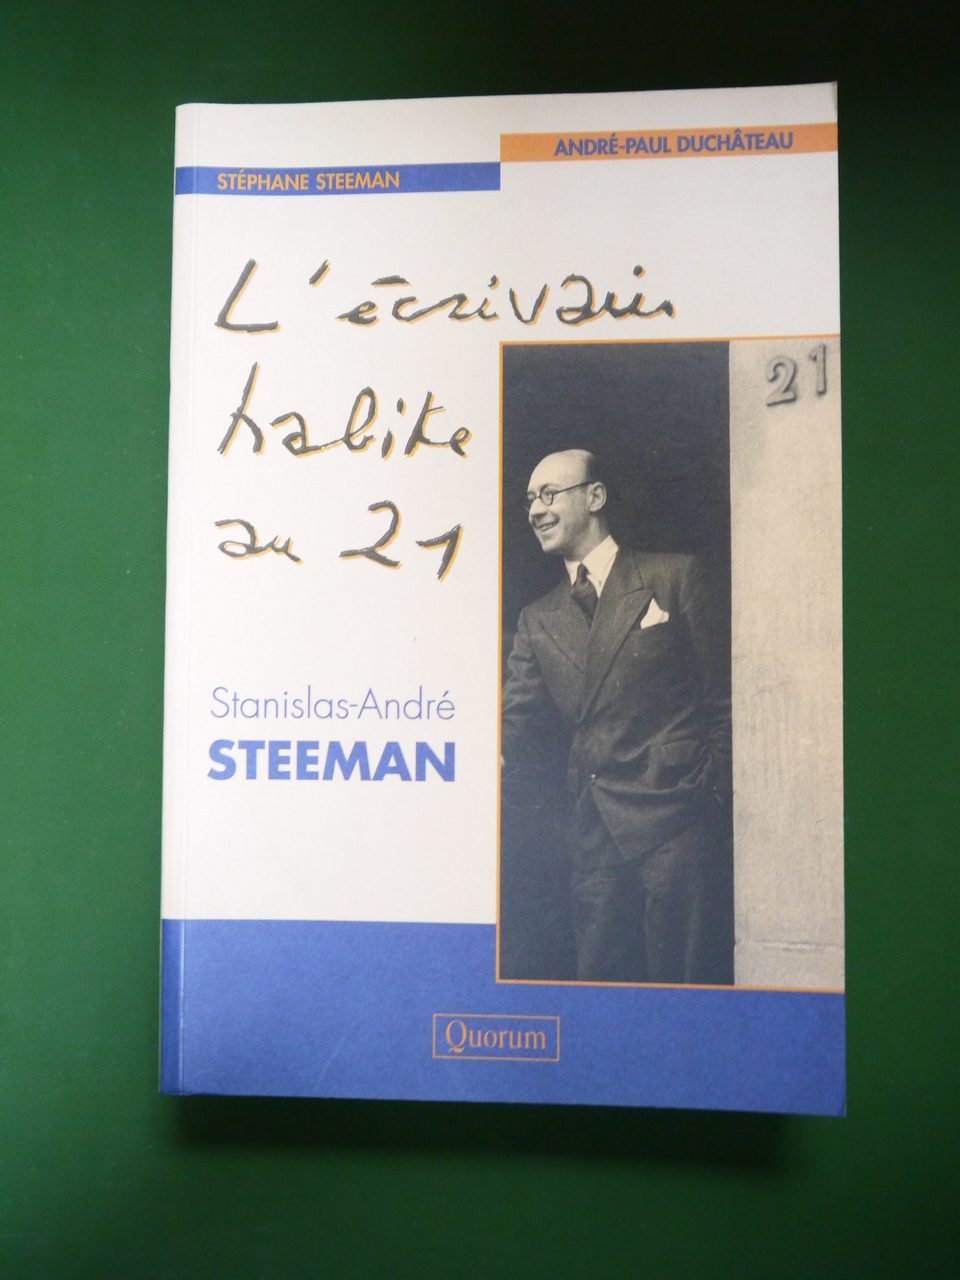 ANDRÉ-PAUL DUCHÂTEAU
STÉPHANE STEEMAN
L'écrivain
habite
au 21
21
Stanislas-André
STEEMAN
Quorum